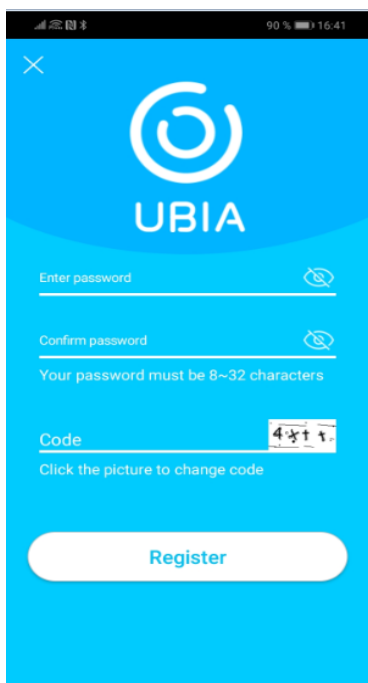 90 % 16:41
UBIA
Enter password
Confirm password
Your password must be 8~32 characters
Code
Click the picture to change code
Register